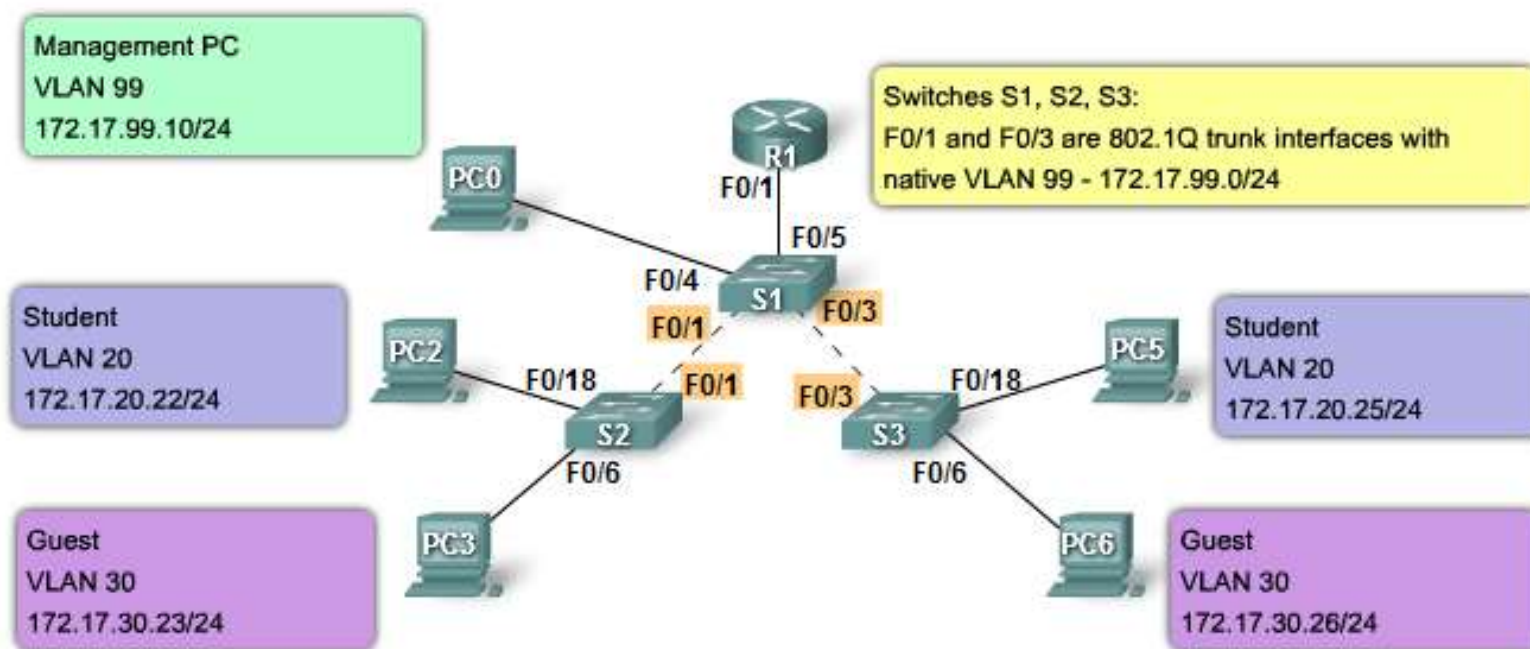 Management PC
VLAN 99
172.17.99.10/24
Switches S1, S2, S3:
F0/1 and F0/3 are 802.1Q trunk interfaces with
native VLAN 99 - 172.17.99.0/24
R1
F0/1
PC0
F0/5
F0/4
S1
F0/1
F0/3
Student
VLAN 20
172.17.20.22/24
PC2
F0/18
F0/1
S2
F0/6
F0/3
F0/18
S3
F0/6
PC5
Student
VLAN 20
172.17.20.25/24
Guest
VLAN 30
172.17.30.23/24
PC3
PC6
Guest
VLAN 30
172.17.30.26/24